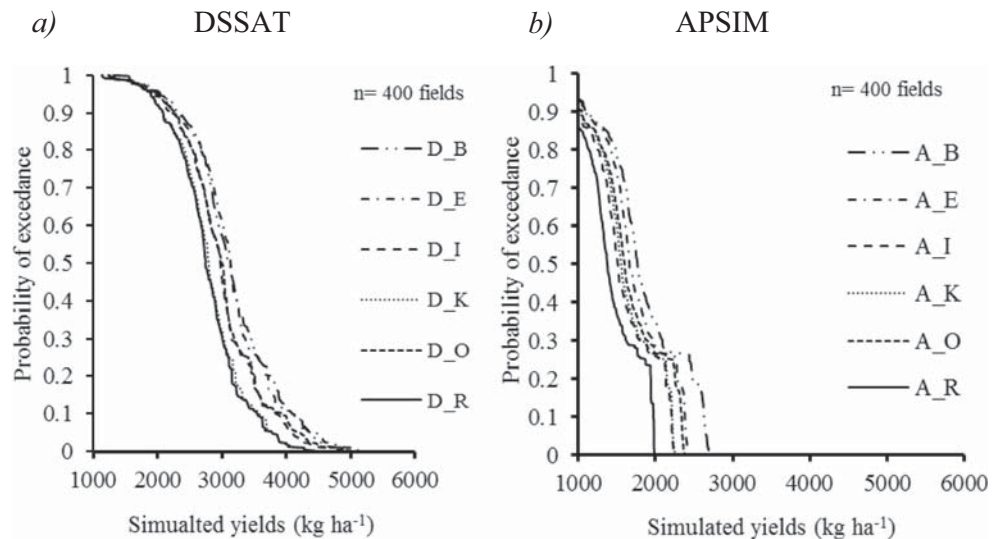 a) DSSAT
Probability of exceedance
1
0.9
0.8
0.7
0.6
0.5
0.4
0.3
0.2
0.1
0
n= 400 fields
D_B
D_E
D_I
D_K
D_O
D_R
1000 2000 3000 4000 5000 6000
Simualted yields (kg ha⁻¹)
b) APSIM
Probability of exceedance
1
0.9
0.8
0.7
0.6
0.5
0.4
0.3
0.2
0.1
0
n= 400 fields
A_B
A_E
A_I
A_K
A_O
A_R
1000 2000 3000 4000 5000 6000
Simulated yields (kg ha⁻¹)